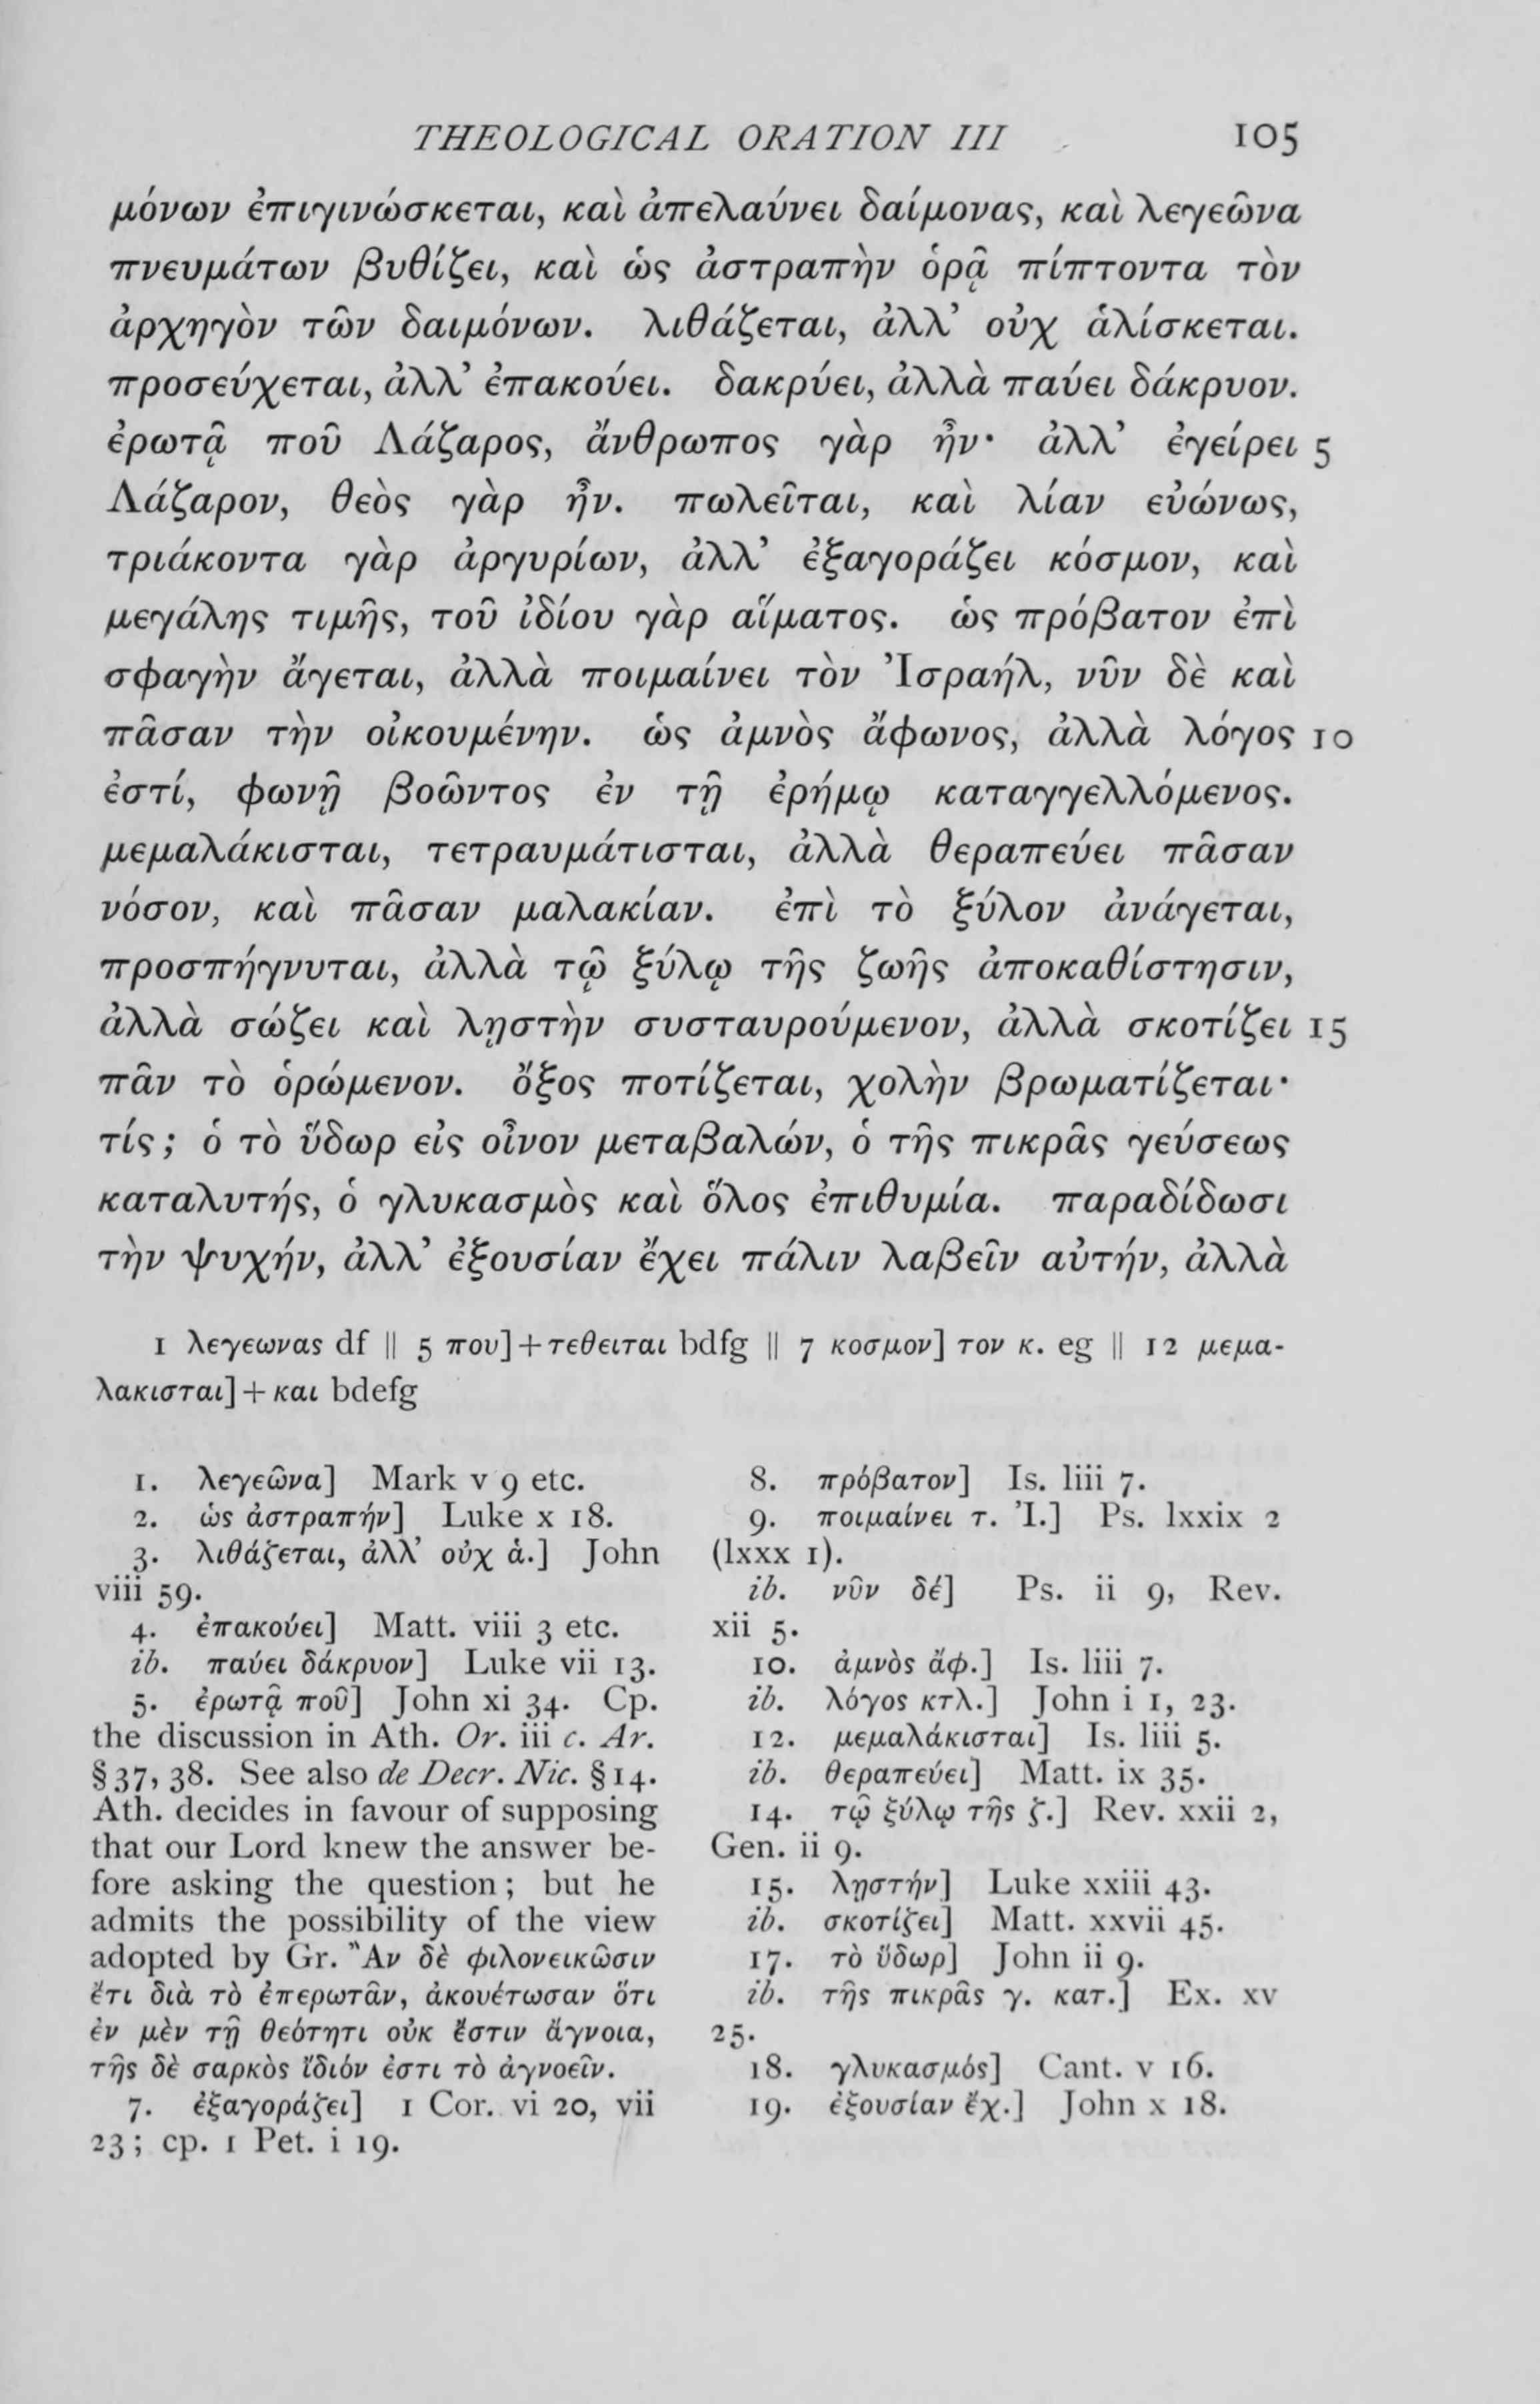 THEOLOGICAL ORATION III 105
μόνων ἐπιγινώσκεται, καὶ ἀπελαύνει δαίμονας, καὶ λεγεῶνα
πνευμάτων βυθίζει, καὶ ὡς ἀστραπὴν ὁρᾷ πίπτοντα τὸν
ἀρχηγὸν τῶν δαιμόνων. λιθάζεται, ἀλλ’ οὐχ ἁλίσκεται.
προσεύχεται, ἀλλ’ ἐπακούει. δακρύει, ἀλλὰ παύει δάκρυον.
ἐρωτᾷ ποῦ Λάζαρος, ἄνθρωπος γὰρ ἦν· ἀλλ’ ἐγείρει 5
Λάζαρον, θεὸς γὰρ ἦν. πωλεῖται, καὶ λίαν εὐώνως,
τριάκοντα γὰρ ἀργυρίων, ἀλλ’ ἐξαγοράζει κόσμον, καὶ
μεγάλης τιμῆς, τοῦ ἰδίου γὰρ αἵματος. ὡς πρόβατον ἐπὶ
σφαγὴν ἄγεται, ἀλλὰ ποιμαίνει τὸν Ἰσραήλ, νῦν δὲ καὶ
πᾶσαν τὴν οἰκουμένην. ὡς ἀμνὸς ἄφωνος, ἀλλὰ λόγος 10
ἐστί, φωνῇ βοῶντος ἐν τῇ ἐρήμῳ καταγγελλόμενος.
μεμαλάκισται, τετραυμάτισται, ἀλλὰ θεραπεύει πᾶσαν
νόσον, καὶ πᾶσαν μαλακίαν. ἐπὶ τὸ ξύλον ἀνάγεται,
προσπήγνυται, ἀλλὰ τῷ ξύλῳ τῆς ζωῆς ἀποκαθίστησιν,
ἀλλὰ σώζει καὶ λῃστὴν συσταυρούμενον, ἀλλὰ σκοτίζει 15
πᾶν τὸ ὁρώμενον. ὄξος ποτίζεται, χολὴν βρωματίζεται·
τίς; ὁ τὸ ὕδωρ εἰς οἶνον μεταβαλών, ὁ τῆς πικρᾶς γεύσεως
καταλυτής, ὁ γλυκασμὸς καὶ ὅλος ἐπιθυμία. παραδίδωσι
τὴν ψυχήν, ἀλλ’ ἐξουσίαν ἔχει πάλιν λαβεῖν αὐτήν, ἀλλὰ
1 λεγεωνας df || 5 που]+τεθειται bdfg || 7 κοσμον] τον κ. eg || 12 μεμα-
λακισται]+και bdefg
1. λεγεῶνα] Mark v 9 etc.
2. ὡς ἀστραπήν] Luke x 18.
3. λιθάζεται, ἀλλ’ οὐχ ἁ.] John
viii 59.
4. ἐπακούει] Matt. viii 3 etc.
ib. παύει δάκρυον] Luke vii 13.
5. ἐρωτᾷ ποῦ] John xi 34. Cp.
the discussion in Ath. Or. iii c. Ar.
§ 37, 38. See also de Decr. Nic. § 14.
Ath. decides in favour of supposing
that our Lord knew the answer be-
fore asking the question; but he
admits the possibility of the view
adopted by Gr. Ἂν δὲ φιλονεικῶσιν
ἔτι διὰ τὸ ἐπερωτᾶν, ἀκουέτωσαν ὅτι
ἐν μὲν τῇ θεότητι οὐκ ἔστιν ἄγνοια,
τῆς δὲ σαρκὸς ἴδιόν ἐστι τὸ ἀγνοεῖν.
7. ἐξαγοράζει] 1 Cor. vi 20, vii
23; cp. 1 Pet. i 19.
8. πρόβατον] Is. liii 7.
9. ποιμαίνει τ. Ἰ.] Ps. lxxix 2
(lxxx 1).
ib. νῦν δέ] Ps. ii 9, Rev.
xii 5.
10. ἀμνὸς ἄφ.] Is. liii 7.
ib. λόγος κτλ.] John i 1, 23.
12. μεμαλάκισται] Is. liii 5.
ib. θεραπεύει] Matt. ix 35.
14. τῷ ξύλῳ τῆς ζ.] Rev. xxii 2,
Gen. ii 9.
15. λῃστήν] Luke xxiii 43.
ib. σκοτίζει] Matt. xxvii 45.
17. τὸ ὕδωρ] John ii 9.
ib. τῆς πικρᾶς γ. κατ.] Ex. xv
25.
18. γλυκασμός] Cant. v 16.
19. ἐξουσίαν ἔχ.] John x 18.